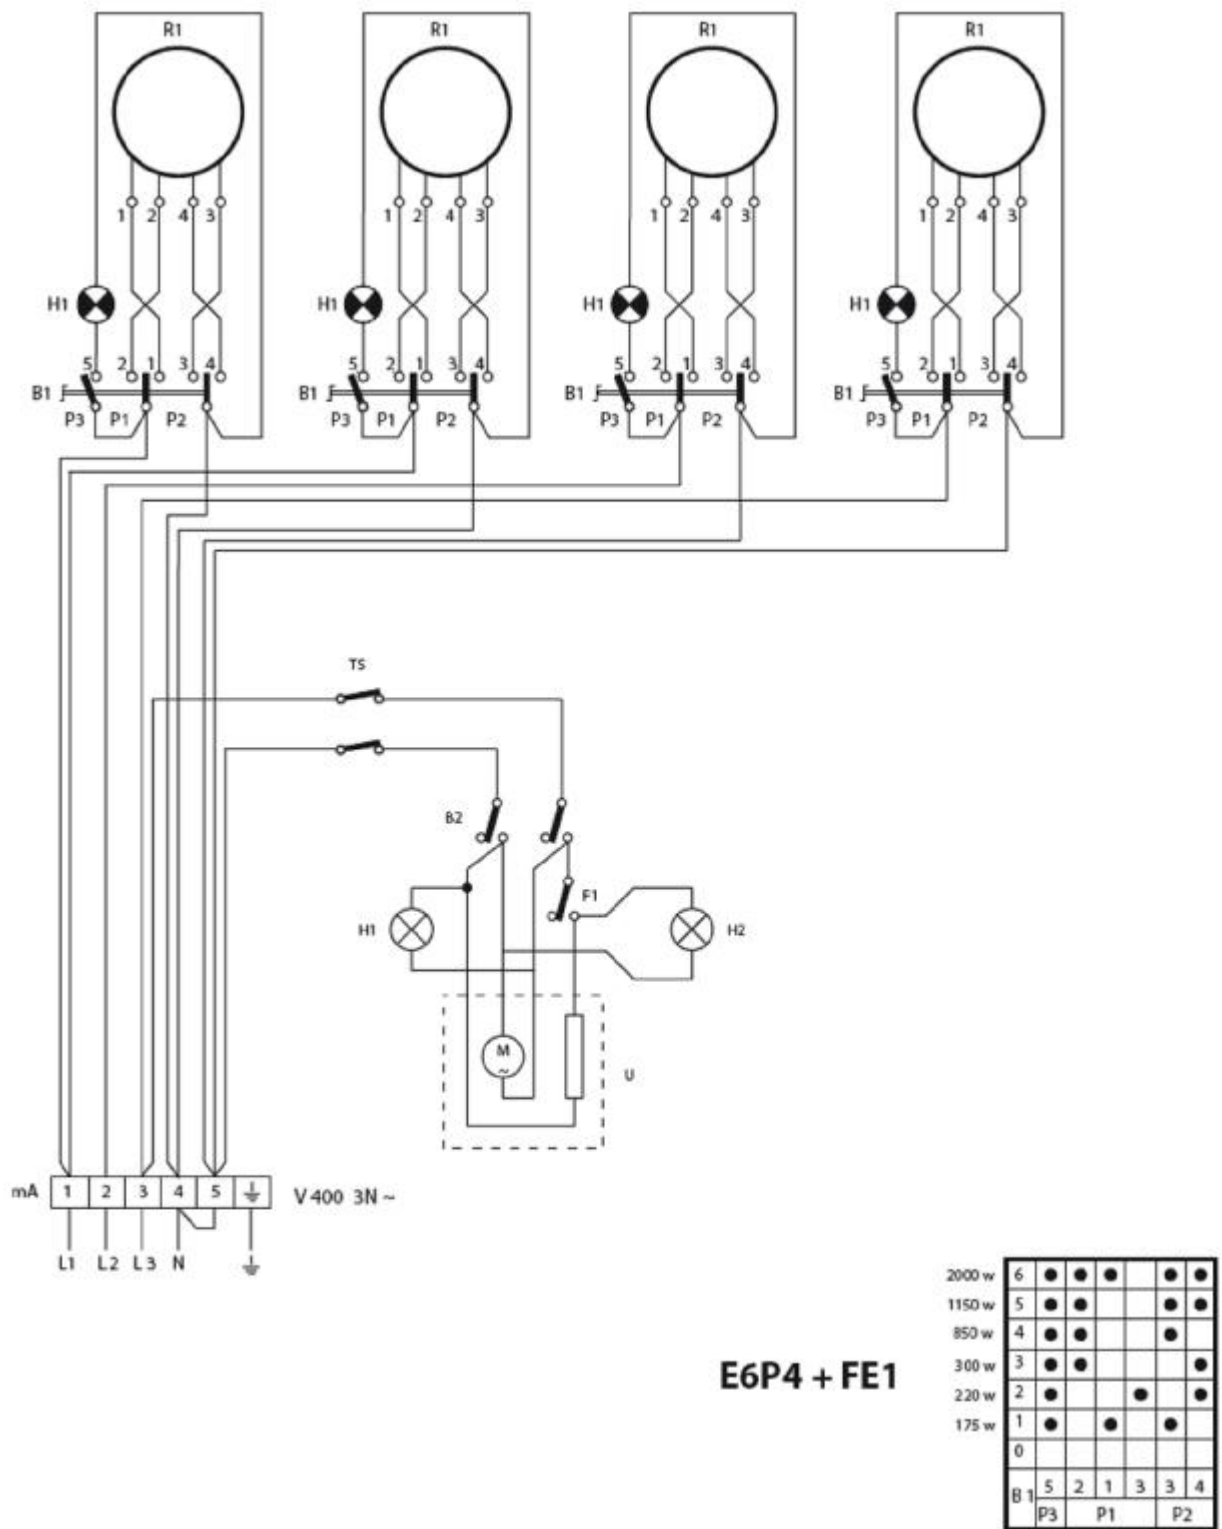 R1 R1 R1 R1
1 2 4 3 1 2 4 3 1 2 4 3 1 2 4 3
H1 H1 H1 H1
5 2 1 3 4 5 2 1 3 4 5 2 1 3 4 5 2 1 3 4
B1 B1 B1 B1
P3 P1 P2 P3 P1 P2 P3 P1 P2 P3 P1 P2
TS
B2
F1
H1 H2
M
~
U
mA 1 2 3 4 5 V 400 3N ~
L1 L2 L3 N
E6P4 + FE1
2000 w 6
1150 w 5
850 w 4
300 w 3
220 w 2
175 w 1
0
B1 5 2 1 3 3 4
P3 P1 P2